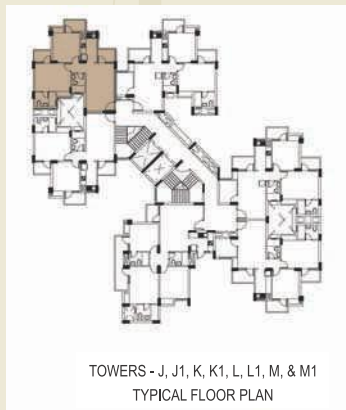 TOWERS - J, J1, K, K1, L, L1, M, & M1
TYPICAL FLOOR PLAN